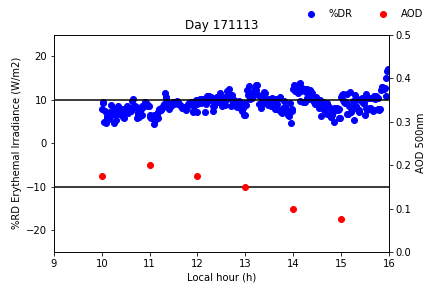 %DR AOD
Day 171113
20
10
0
−10
−20
%RD Erythermal Irradiance (W/m2)
0.5
0.4
0.3
0.2
0.1
0.0
AOD 500nm
9 10 11 12 13 14 15 16
Local hour (h)